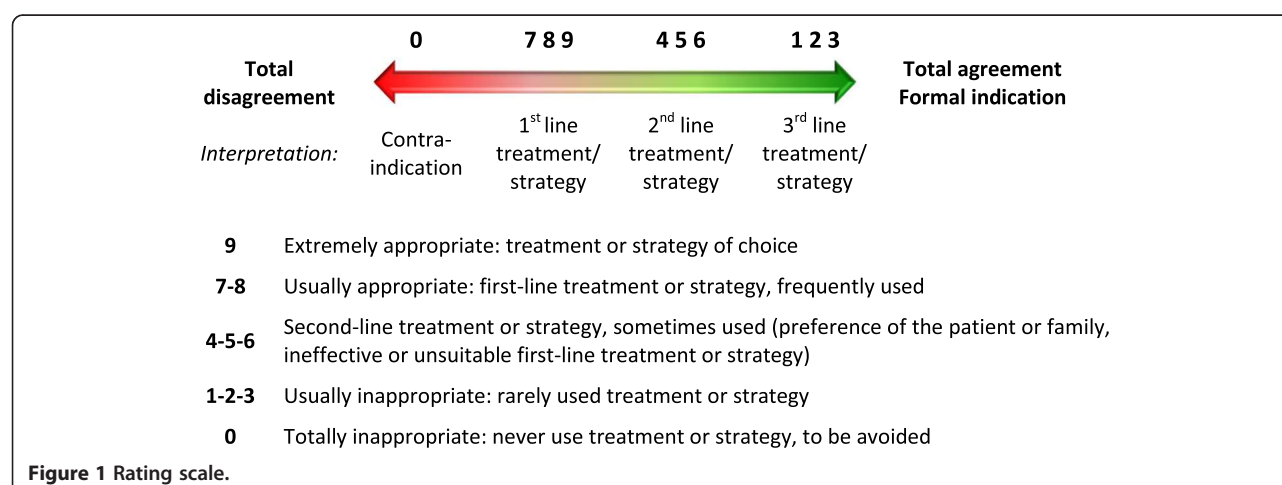 0 7 8 9 4 5 6 1 2 3
Total disagreement
Total agreement
Formal indication
Interpretation:
Contra-
indication
1st line
treatment/
strategy
2nd line
treatment/
strategy
3rd line
treatment/
strategy
9 Extremely appropriate: treatment or strategy of choice
7-8 Usually appropriate: first-line treatment or strategy, frequently used
4-5-6 Second-line treatment or strategy, sometimes used (preference of the patient or family,
ineffective or unsuitable first-line treatment or strategy)
1-2-3 Usually inappropriate: rarely used treatment or strategy
0 Totally inappropriate: never use treatment or strategy, to be avoided
Figure 1 Rating scale.